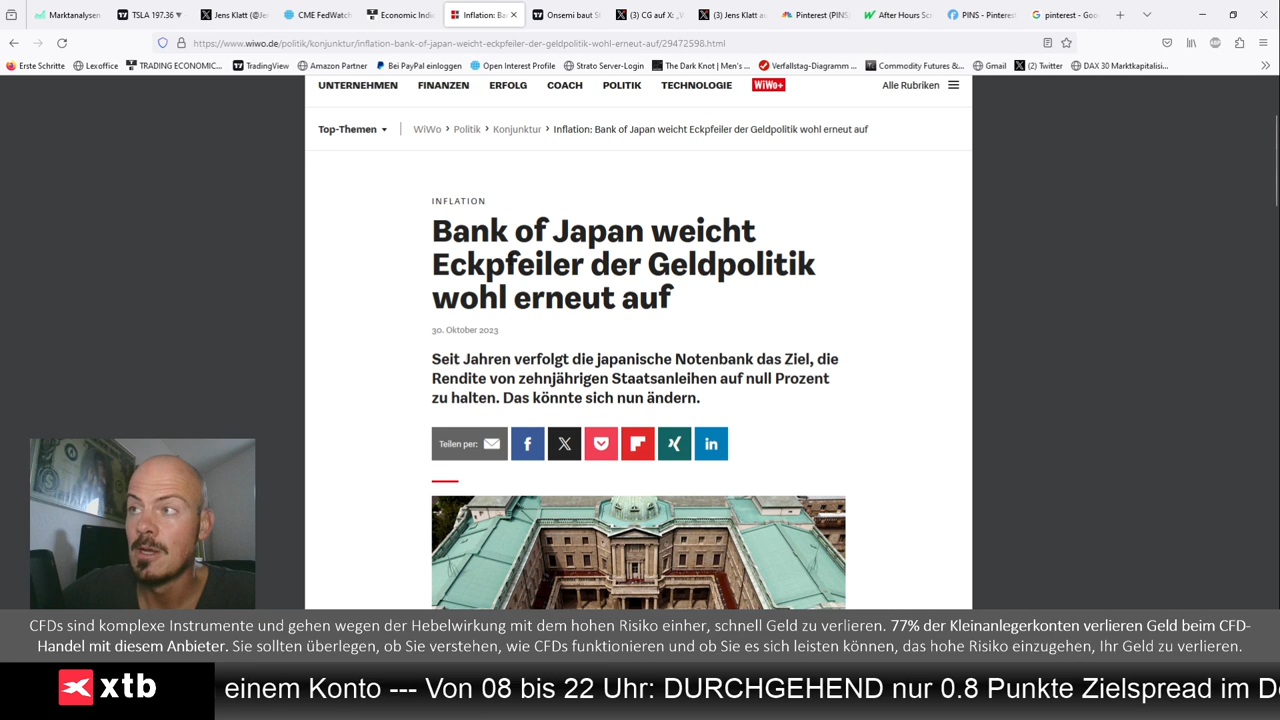 Marktanalysen
TSLA 197.36
Jens Klatt (@Je
CME FedWatch
Economic Indi
Inflation: Ba
Onsemi baut S
(3) CG auf X: „V
(3) Jens Klatt au
Pinterest (PINS
After Hours Scr
PINS - Pinteres
pinterest - Goo
https://www.wiwo.de/politik/konjunktur/inflation-bank-of-japan-weicht-eckpfeiler-der-geldpolitik-wohl-erneut-auf/29472598.html
Erste Schritte
Lexoffice
TRADING ECONOMIC...
TradingView
Amazon Partner
Bei PayPal einloggen
Open Interest Profile
Strato Server-Login
The Dark Knot | Men's ...
Verfallstag-Diagramm ...
Commodity Futures &...
(2) Twitter
DAX 30 Marktkapitalisi...
Gmail
UNTERNEHMEN FINANZEN ERFOLG COACH POLITIK TECHNOLOGIE WiWo+ Alle Rubriken
Top-Themen WiWo > Politik > Konjunktur > Inflation: Bank of Japan weicht Eckpfeiler der Geldpolitik wohl erneut auf
INFLATION
Bank of Japan weicht
Eckpfeiler der Geldpolitik
wohl erneut auf
30. Oktober 2023
Seit Jahren verfolgt die japanische Notenbank das Ziel, die
Rendite von zehnjährigen Staatsanleihen auf null Prozent
zu halten. Das könnte sich nun ändern.
Teilen per:
CFDs sind komplexe Instrumente und gehen wegen der Hebelwirkung mit dem hohen Risiko einher, schnell Geld zu verlieren. 77% der Kleinanlegerkonten verlieren Geld beim CFD-
Handel mit diesem Anbieter. Sie sollten überlegen, ob Sie verstehen, wie CFDs funktionieren und ob Sie es sich leisten können, das hohe Risiko einzugehen, Ihr Geld zu verlieren.
xtb
einem Konto --- Von 08 bis 22 Uhr: DURCHGEHEND nur 0.8 Punkte Zielspread im D